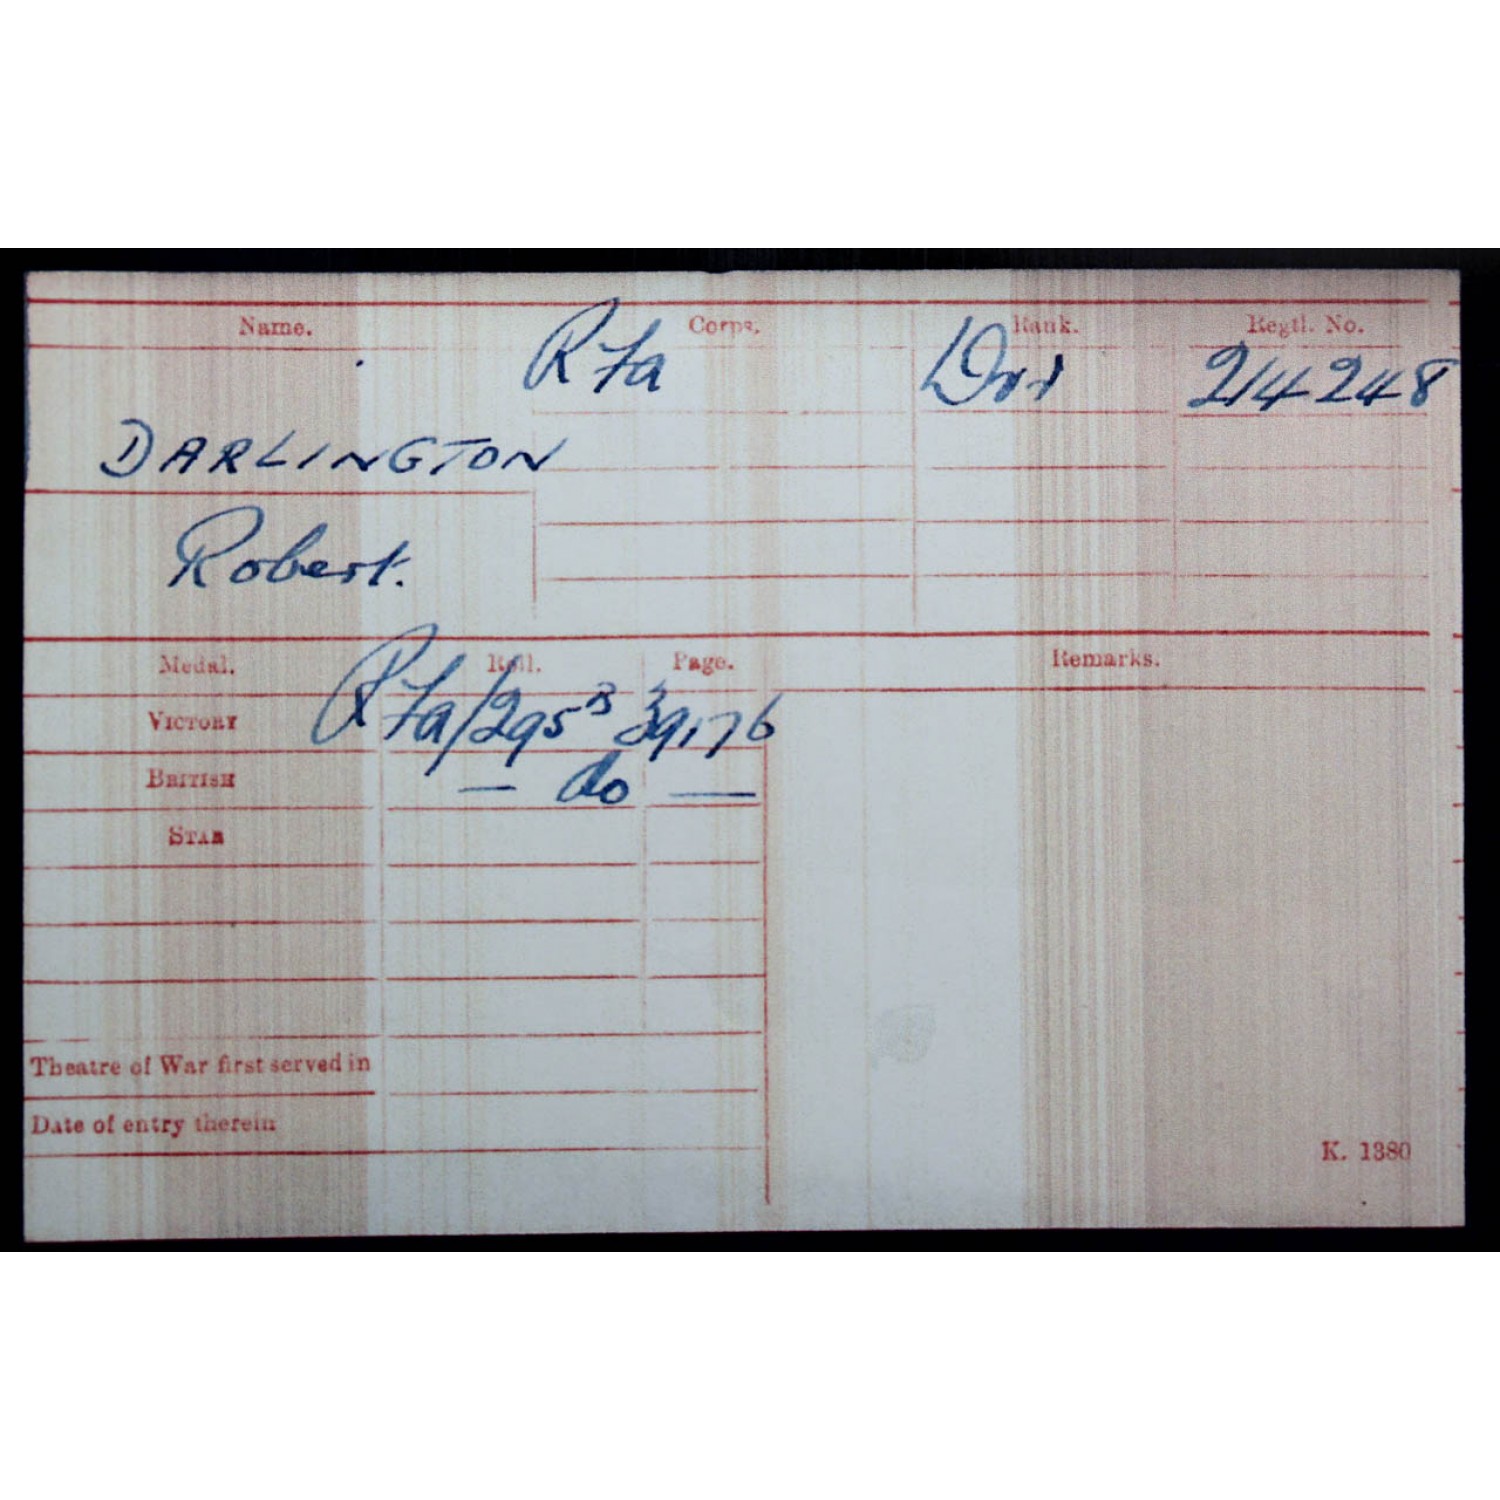 Name. Corps. Rank. Regtl. No.
RFA Dvr 214248
DARLINGTON
Robert.
Medal. Roll. Page. Remarks.
VICTORY RFA/295B 39176
BRITISH — do —
STAR
Theatre of War first served in
Date of entry therein
K. 1380